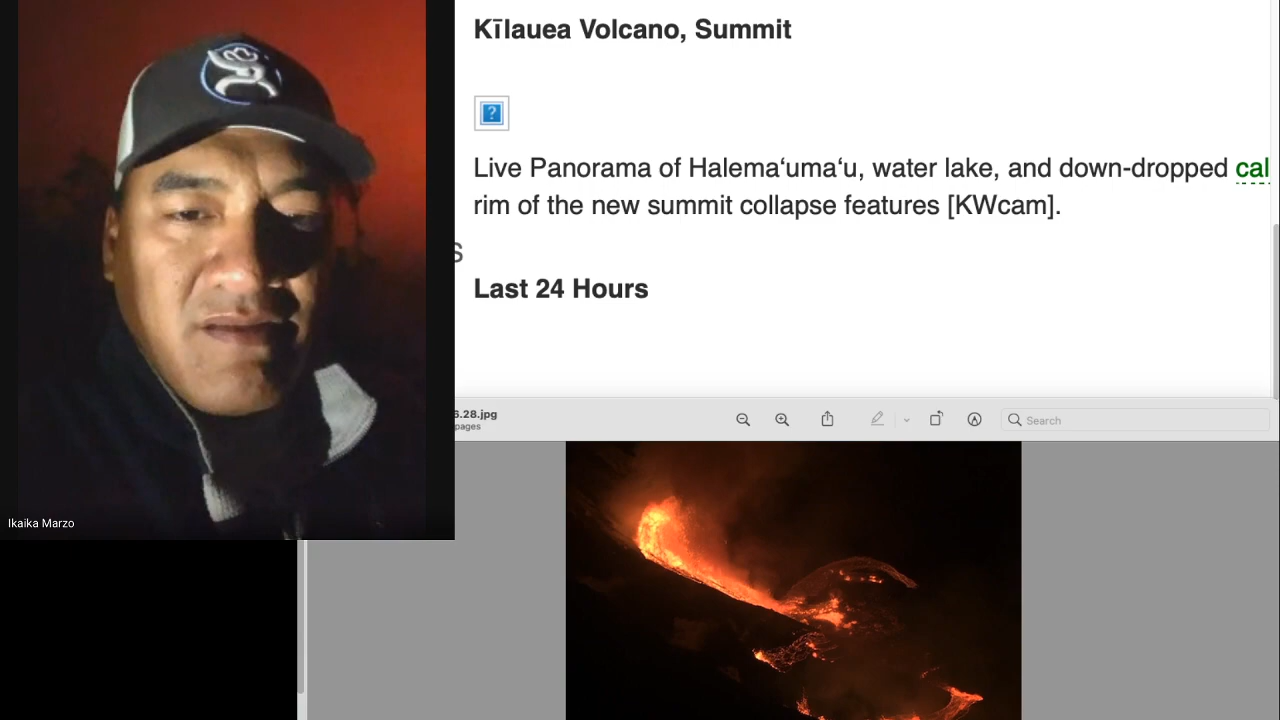 Kīlauea Volcano, Summit
?
Live Panorama of Halemaʻumaʻu, water lake, and down-dropped cal
rim of the new summit collapse features [KWcam].
s
Last 24 Hours
6.28.jpg
pages
Search
Ikaika Marzo